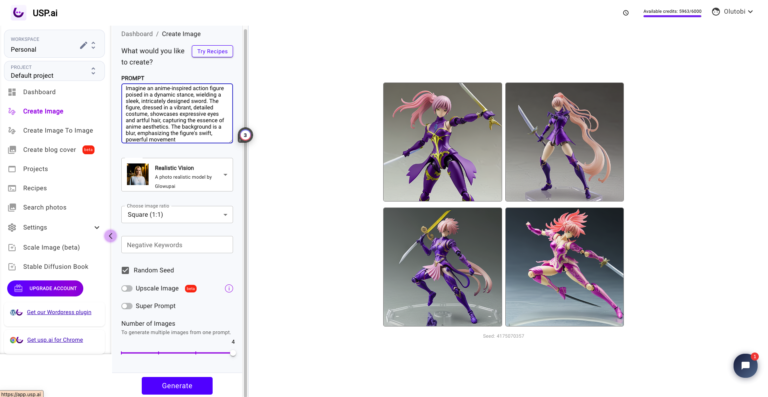 USP.ai
Available credits: 5963/6000
Olutobi
WORKSPACE
Personal
PROJECT
Default project
Dashboard
Create Image
Create Image To Image
Create blog cover
beta
Projects
Recipes
Search photos
Settings
Scale Image (beta)
Stable Diffusion Book
UPGRADE ACCOUNT
Get our Wordpress plugin
Get usp.ai for Chrome
https://app.usp.ai
Dashboard / Create Image
What would you like
to create?
Try Recipes
PROMPT
Imagine an anime-inspired action figure
poised in a dynamic stance, wielding a
sleek, intricately designed sword. The
figure, dressed in a vibrant, detailed
costume, showcases expressive eyes
and artful hair, capturing the essence of
anime aesthetics. The background is a
blur, emphasizing the figure's swift,
powerful movement
3
Realistic Vision
A photo realistic model by
Glowupai
Choose image ratio
Square (1:1)
Negative Keywords
Random Seed
Upscale Image
beta
Super Prompt
Number of Images
To generate multiple images from one prompt.
4
Generate
1